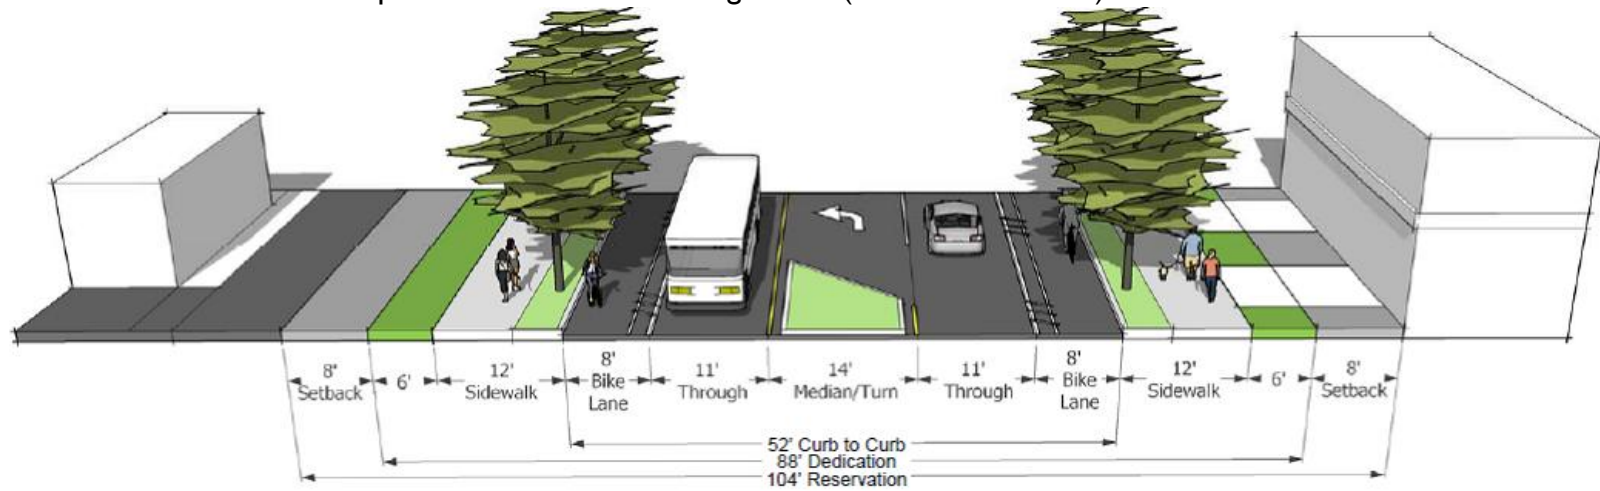 8' Setback
6'
12' Sidewalk
8' Bike Lane
11' Through
14' Median/Turn
11' Through
8' Bike Lane
12' Sidewalk
6'
8' Setback
52' Curb to Curb
88' Dedication
104' Reservation